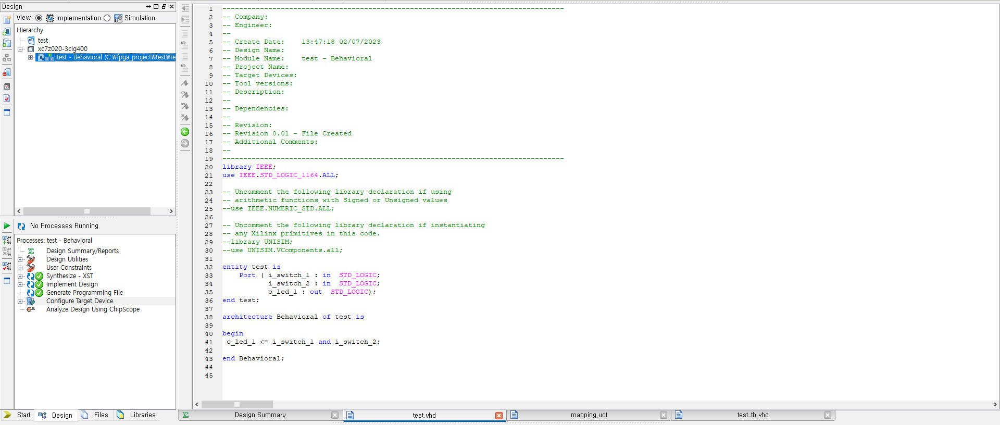 Design
View: Implementation Simulation
Hierarchy
test
xc7z020-3clg400
test - Behavioral (C:₩fpga_project₩test₩te
No Processes Running
Processes: test - Behavioral
Design Summary/Reports
Design Utilities
User Constraints
Synthesize - XST
Implement Design
Generate Programming File
Configure Target Device
Analyze Design Using ChipScope
Start Design Files Libraries
1 ----------------------------------------------------------------------------------
2 -- Company:
3 -- Engineer:
4 --
5 -- Create Date:    13:47:18 02/07/2023
6 -- Design Name:
7 -- Module Name:    test - Behavioral
8 -- Project Name:
9 -- Target Devices:
10 -- Tool versions:
11 -- Description:
12 --
13 -- Dependencies:
14 --
15 -- Revision:
16 -- Revision 0.01 - File Created
17 -- Additional Comments:
18 --
19 ----------------------------------------------------------------------------------
20 library IEEE;
21 use IEEE.STD_LOGIC_1164.ALL;
22
23 -- Uncomment the following library declaration if using
24 -- arithmetic functions with Signed or Unsigned values
25 --use IEEE.NUMERIC_STD.ALL;
26
27 -- Uncomment the following library declaration if instantiating
28 -- any Xilinx primitives in this code.
29 --library UNISIM;
30 --use UNISIM.VComponents.all;
31
32 entity test is
33     Port ( i_switch_1 : in  STD_LOGIC;
34            i_switch_2 : in  STD_LOGIC;
35            o_led_1 : out  STD_LOGIC);
36 end test;
37
38 architecture Behavioral of test is
39
40 begin
41  o_led_1 <= i_switch_1 and i_switch_2;
42
43 end Behavioral;
44
45
Design Summary test.vhd mapping.ucf test_tb.vhd